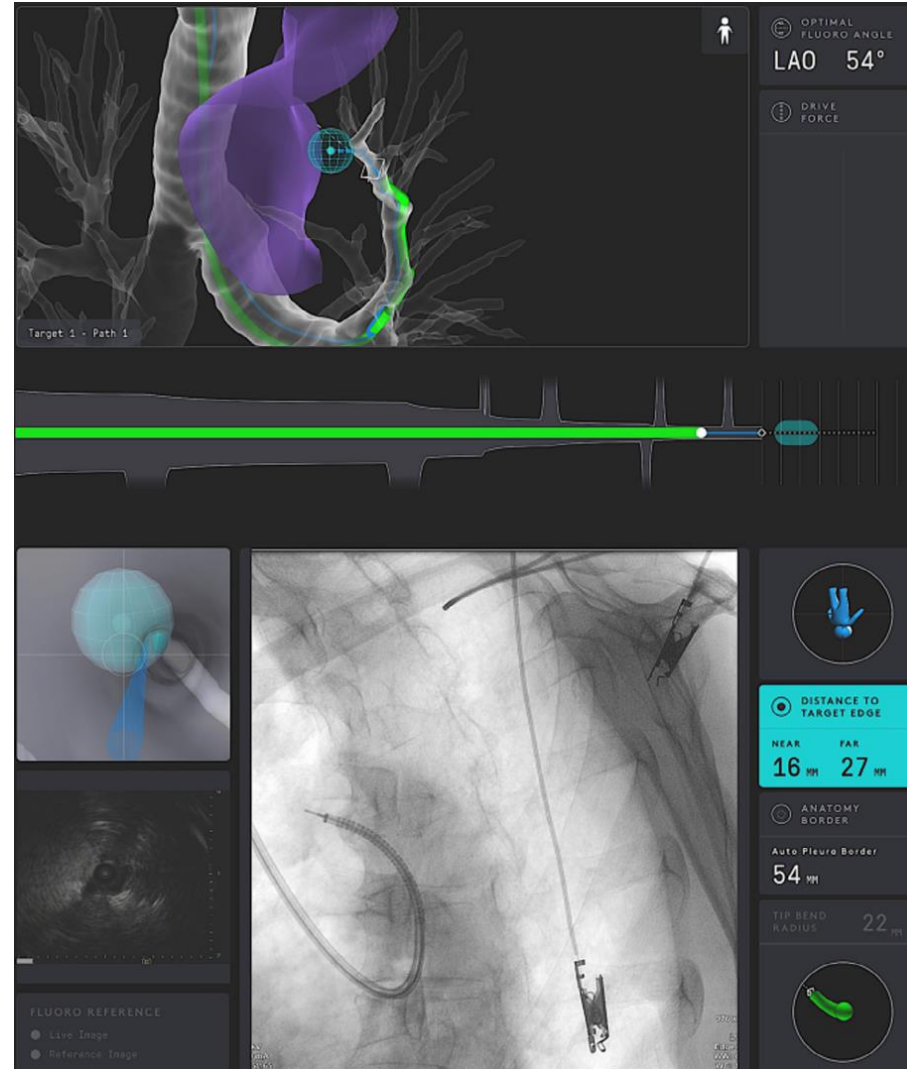 OPTIMAL
FLUORO ANGLE
LAO 54°
DRIVE
FORCE
Target 1 - Path 1
DISTANCE TO
TARGET EDGE
NEAR FAR
16 MM 27 MM
ANATOMY
BORDER
Auto Pleura Border
54 MM
TIP BEND
RADIUS
22 MM
FLUORO REFERENCE
Live Image
Reference Image